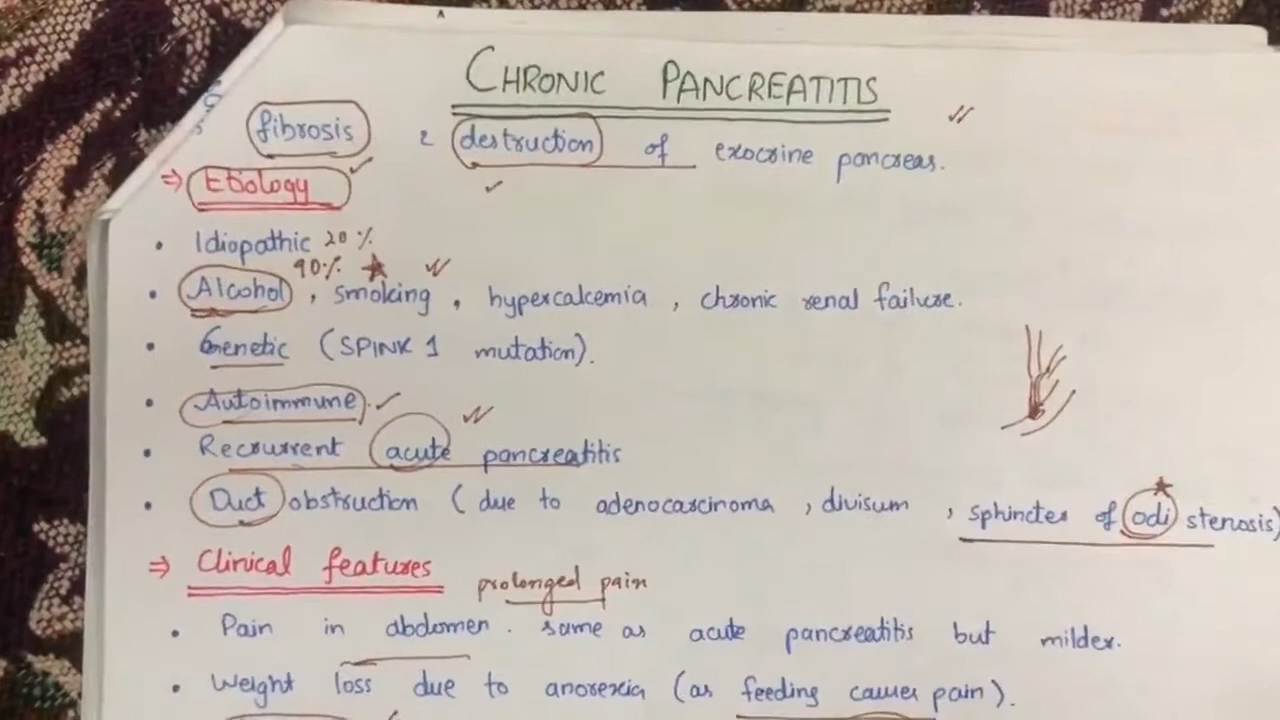 CHRONIC PANCREATITIS
fibrosis & destruction of exocrine pancreas.
⇒ Etiology
• Idiopathic 20 %
90%
• Alcohol, smoking, hypercalcemia, chronic renal failure.
• Genetic (SPINK 1 mutation).
• Autoimmune.
• Recrurrent acute pancreatitis
• Duct obstruction (due to adenocarcinoma, divisum, sphincter of odi stenosis)
⇒ Clinical features
prolonged pain
• Pain in abdomen. same as acute pancreatitis but milder.
• Weight loss due to anorexia (as feeding causes pain).